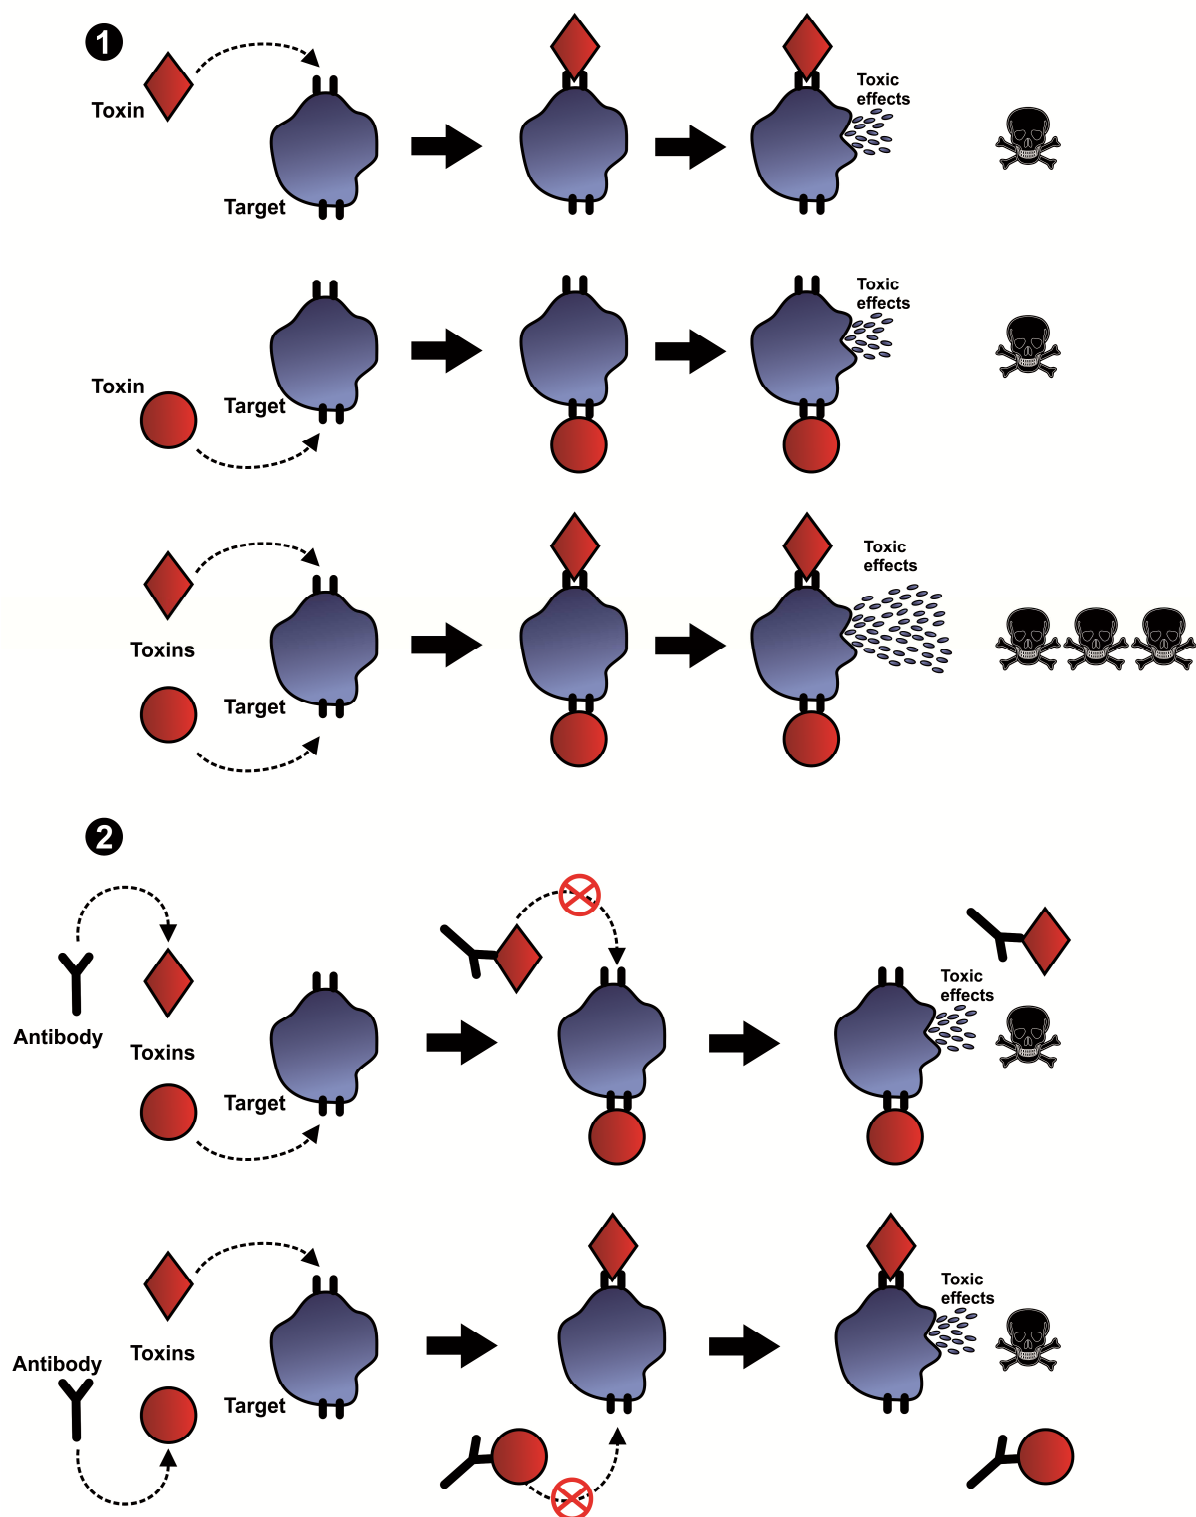 1
Toxin
Target
Toxic
effects
Toxin
Target
Toxic
effects
Toxins
Target
Toxic
effects
2
Antibody
Toxins
Target
Toxic
effects
Antibody
Toxins
Target
Toxic
effects